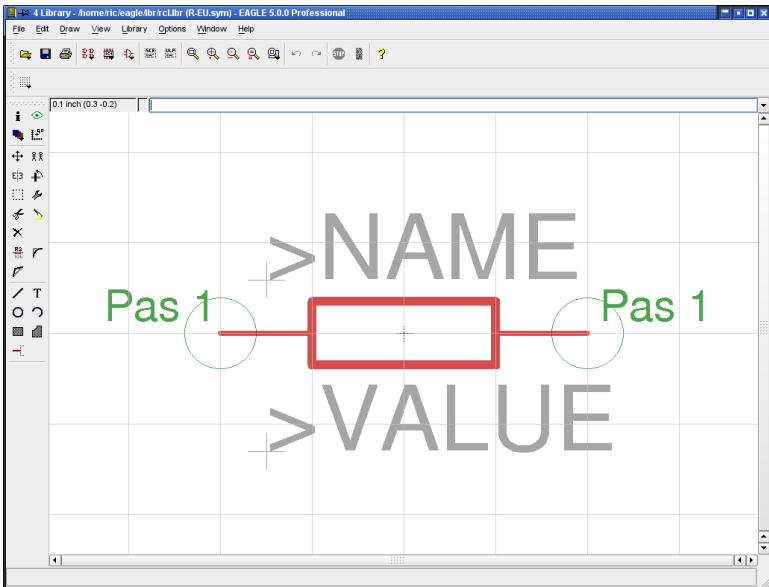 4 Library - /home/ric/eagle/lbr/rcl.lbr (R-EU.sym) - EAGLE 5.0.0 Professional
File Edit Draw View Library Options Window Help
0.1 inch (0.3 -0.2)
>NAME
Pas 1 Pas 1
>VALUE